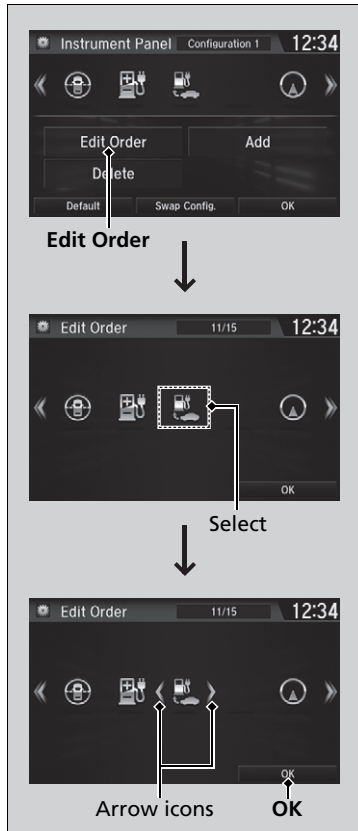 Instrument Panel Configuration 1 12:34
Edit Order Add
Delete
Default Swap Config. OK
Edit Order
Edit Order 11/15 12:34
OK
Select
Edit Order 11/15 12:34
OK
Arrow icons OK